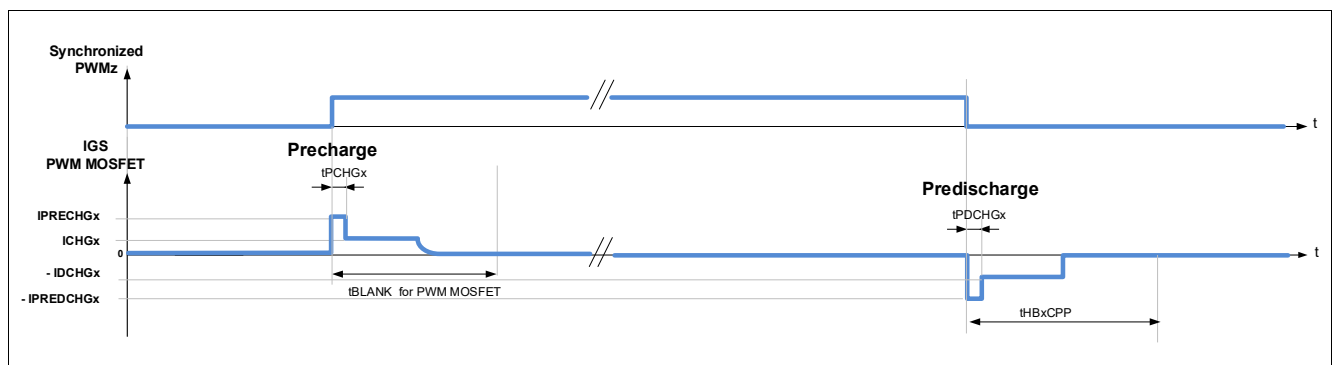 Synchronized
PWMz
t
IGS
PWM MOSFET
Precharge
tPCHGx
Predischarge
tPDCHGx
IPRECHGx
ICHGx
0
t
- IDCHGx
tBLANK for PWM MOSFET
- IPREDCHGx
tHBxCPP